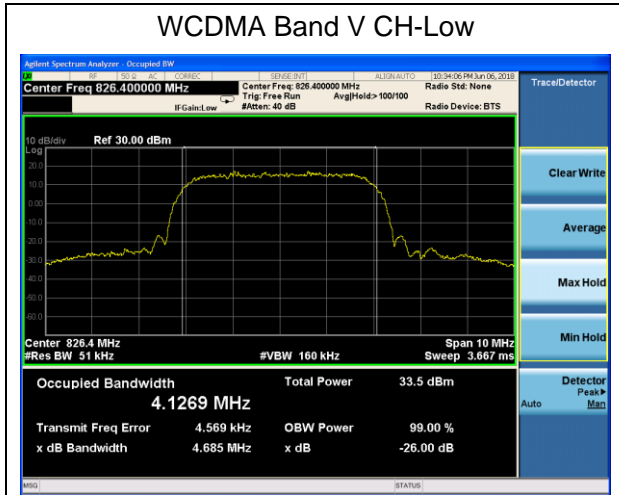 WCDMA Band V CH-Low
Agilent Spectrum Analyzer - Occupied BW
RF 50 Ω AC CORREC SENSE:INT ALIGN AUTO 10:34:06 PM Jun 06, 2018
Center Freq 826.400000 MHz Center Freq: 826.400000 MHz Radio Std: None Trace/Detector
Trig: Free Run Avg|Hold:> 100/100
IFGain:Low #Atten: 40 dB Radio Device: BTS
10 dB/div Ref 30.00 dBm
Log
20.0
10.0
0.00
-10.0
-20.0
-30.0
-40.0
-50.0
-60.0
Clear Write
Average
Max Hold
Min Hold
Center 826.4 MHz Span 10 MHz
#Res BW 51 kHz #VBW 160 kHz Sweep 3.667 ms
Occupied Bandwidth Total Power 33.5 dBm
4.1269 MHz
Transmit Freq Error 4.569 kHz OBW Power 99.00 %
x dB Bandwidth 4.685 MHz x dB -26.00 dB
Detector
Peak▶
Auto Man
MSG STATUS